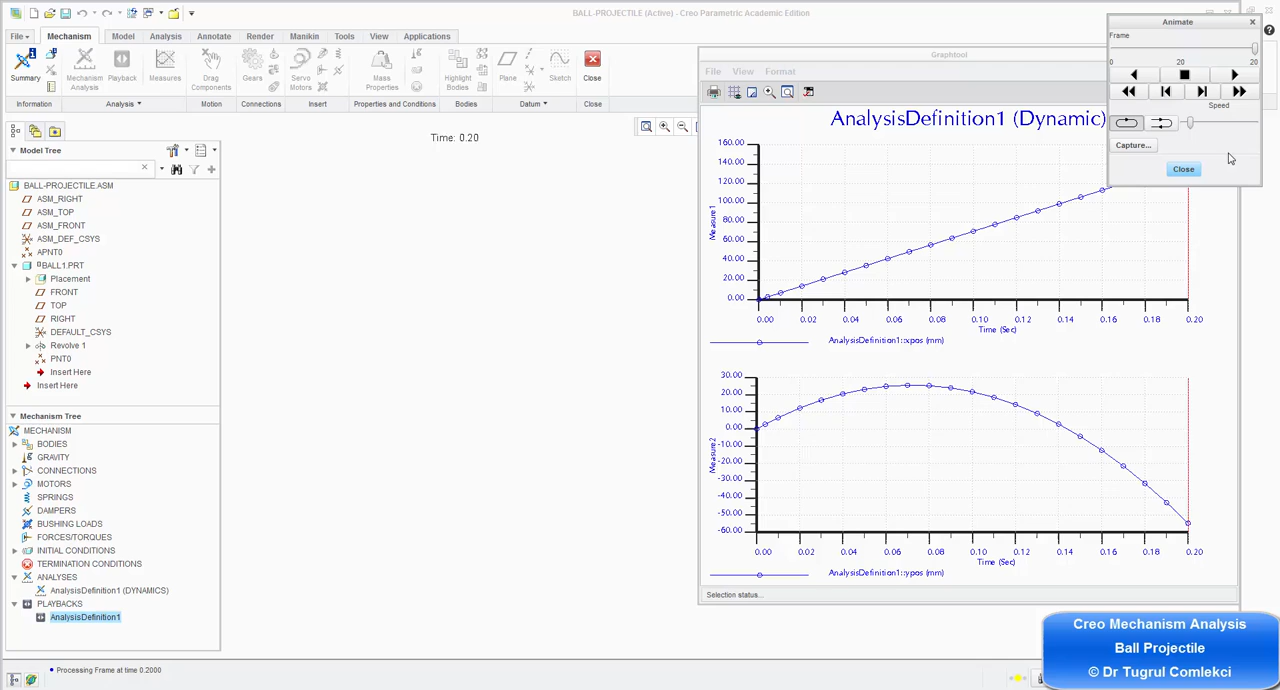 BALL-PROJECTILE (Active) - Creo Parametric Academic Edition
File
Mechanism
Model
Analysis
Annotate
Render
Manikin
Tools
View
Applications
Summary
Mechanism Analysis
Playback
Measures
Drag Components
Gears
Servo Motors
Mass Properties
Highlight Bodies
Plane
Sketch
Close
Information
Analysis
Motion
Connections
Insert
Properties and Conditions
Bodies
Datum
Close
Model Tree
BALL-PROJECTILE.ASM
ASM_RIGHT
ASM_TOP
ASM_FRONT
ASM_DEF_CSYS
APNT0
BALL1.PRT
Placement
FRONT
TOP
RIGHT
DEFAULT_CSYS
Revolve 1
PNT0
Insert Here
Insert Here
Mechanism Tree
MECHANISM
BODIES
GRAVITY
CONNECTIONS
MOTORS
SPRINGS
DAMPERS
BUSHING LOADS
FORCES/TORQUES
INITIAL CONDITIONS
TERMINATION CONDITIONS
ANALYSES
AnalysisDefinition1 (DYNAMICS)
PLAYBACKS
AnalysisDefinition1
Processing Frame at time 0.2000
Time: 0.20
Graphtool
File View Format
AnalysisDefinition1 (Dynamic)
160.00
140.00
120.00
100.00
80.00
60.00
40.00
20.00
0.00
Measure1
0.00 0.02 0.04 0.06 0.08 0.10 0.12 0.14 0.16 0.18 0.20
Time (Sec)
AnalysisDefinition1::xpos (mm)
30.00
20.00
10.00
0.00
-10.00
-20.00
-30.00
-40.00
-50.00
-60.00
Measure2
0.00 0.02 0.04 0.06 0.08 0.10 0.12 0.14 0.16 0.18 0.20
Time (Sec)
AnalysisDefinition1::ypos (mm)
Selection status...
Animate
Frame
0 20 20
Speed
Capture...
Close
Creo Mechanism Analysis
Ball Projectile
© Dr Tugrul Comlekci